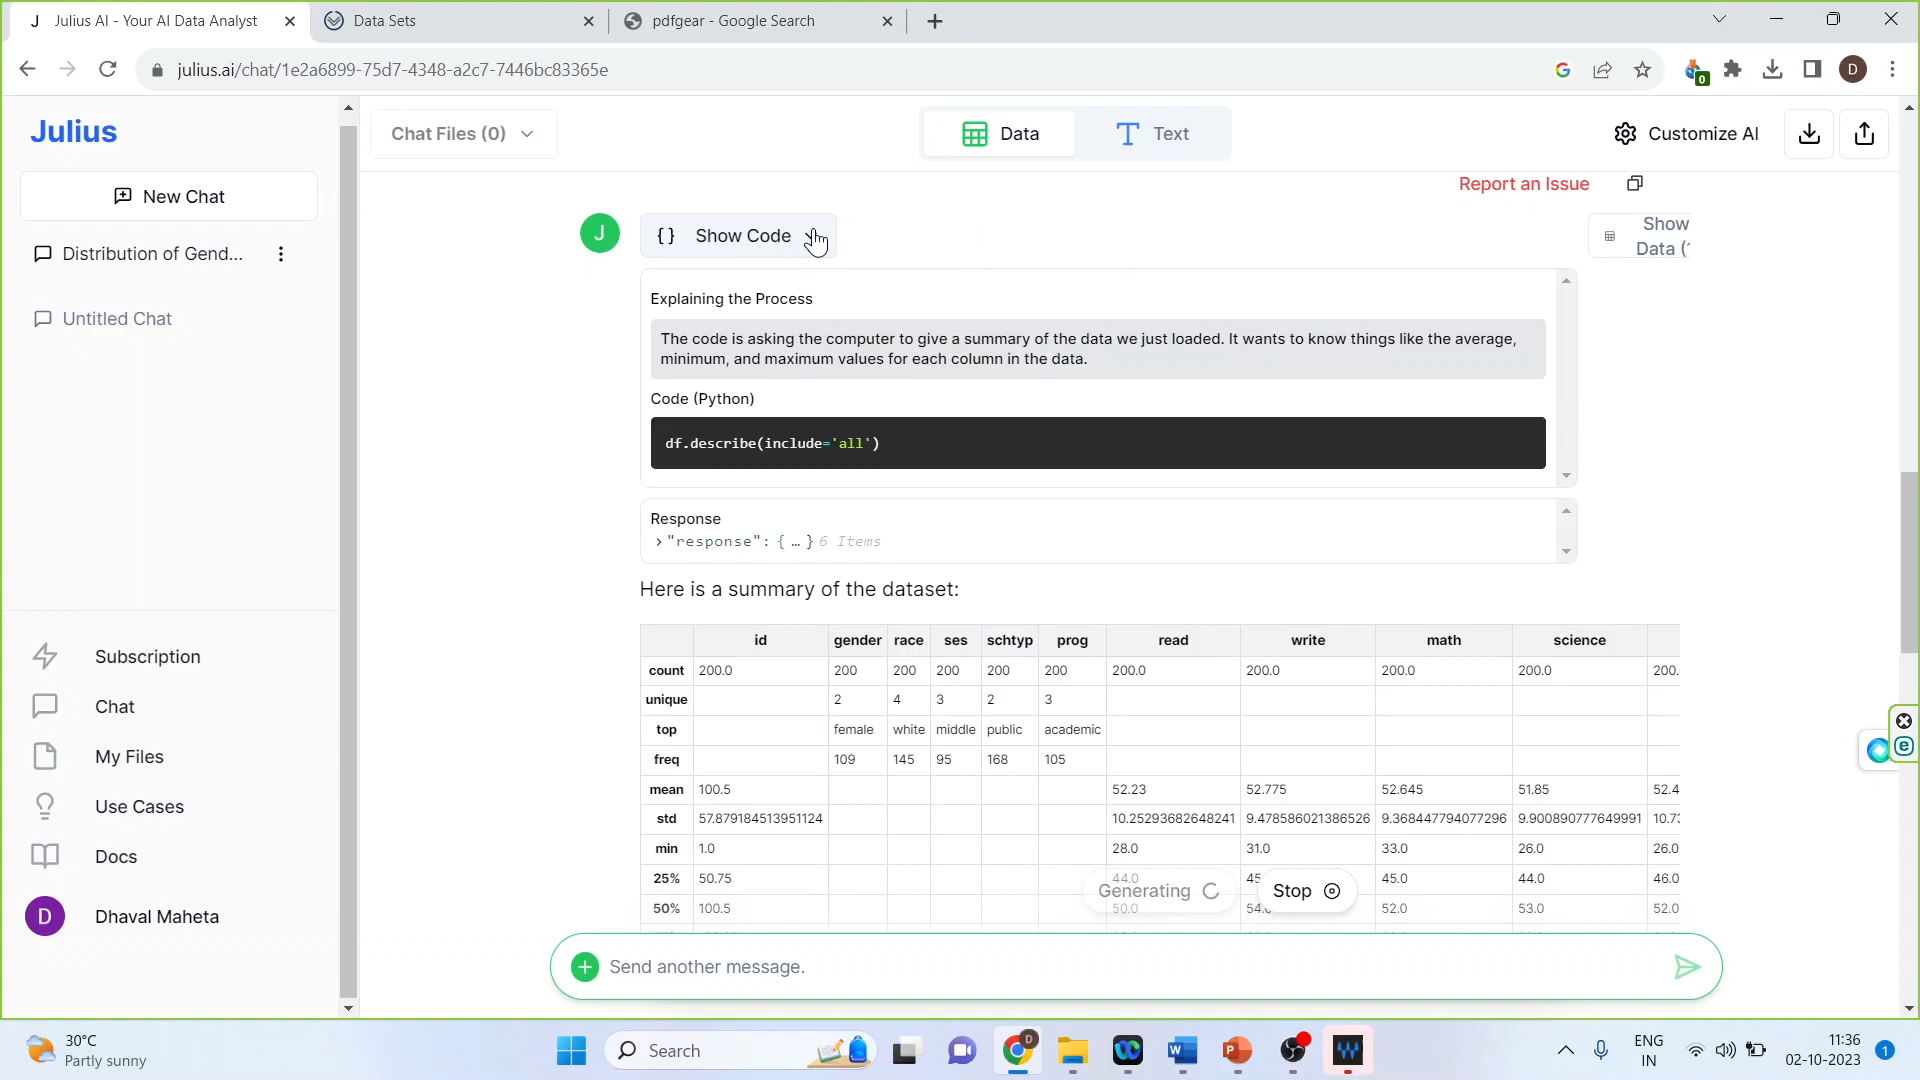 Julius AI - Your AI Data Analyst
Data Sets
pdfgear - Google Search
julius.ai/chat/1e2a6899-75d7-4348-a2c7-7446bc83365e
0
D
Julius
Chat Files (0)
Data
Text
Customize AI
New Chat
Report an Issue
Distribution of Gend...
J
{} Show Code
Show
Data (
Untitled Chat
Explaining the Process
The code is asking the computer to give a summary of the data we just loaded. It wants to know things like the average,
minimum, and maximum values for each column in the data.
Code (Python)
df.describe(include='all')
Response
"response": { … } 6 Items
Here is a summary of the dataset:
id gender race ses schtyp prog read write math science
count 200.0 200 200 200 200 200 200.0 200.0 200.0 200.0 200.
unique 2 4 3 2 3
top female white middle public academic
freq 109 145 95 168 105
mean 100.5 52.23 52.775 52.645 51.85 52.4
std 57.879184513951124 10.25293682648241 9.478586021386526 9.368447794077296 9.900890777649991 10.73
min 1.0 28.0 31.0 33.0 26.0 26.0
25% 50.75 44.0 45. 45.0 44.0 46.0
50% 100.5 50.0 54. 52.0 53.0 52.0
Generating
Stop
Subscription
Chat
My Files
Use Cases
Docs
D Dhaval Maheta
Send another message.
30°C
Partly sunny
Search
ENG
IN
11:36
02-10-2023
1